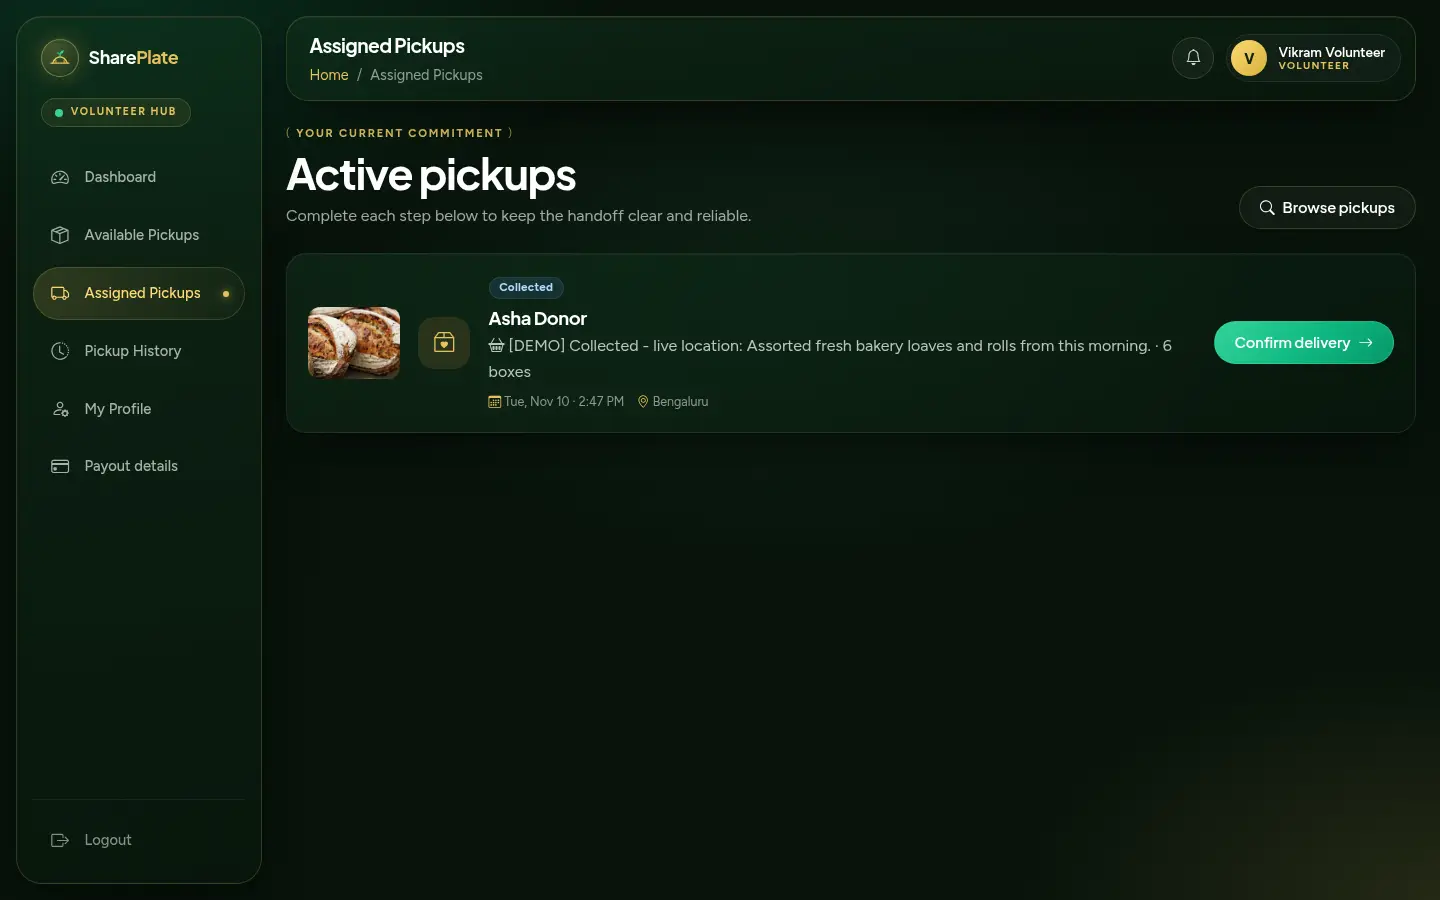 SharePlate
VOLUNTEER HUB
Dashboard
Available Pickups
Assigned Pickups
Pickup History
My Profile
Payout details
Logout
Assigned Pickups
Home / Assigned Pickups
V
Vikram Volunteer
VOLUNTEER
( YOUR CURRENT COMMITMENT )
Active pickups
Complete each step below to keep the handoff clear and reliable.
Browse pickups
Collected
Asha Donor
[DEMO] Collected - live location: Assorted fresh bakery loaves and rolls from this morning. · 6
boxes
Tue, Nov 10 · 2:47 PM Bengaluru
Confirm delivery →